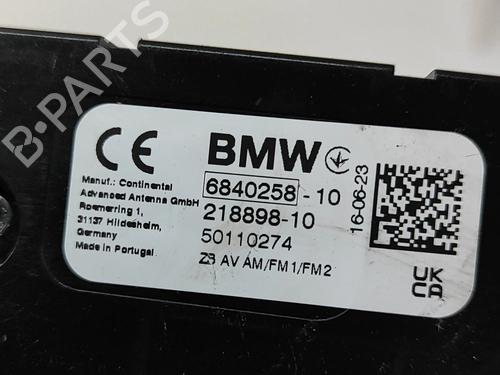 B-PARTS
CE
BMW
Manuf.: Continental
Advanced Antenna GmbH
Roemerring 1,
31137 Hildesheim,
Germany
Made in Portugal
6840258 - 10
218898-10
50110274
ZB AV AM/FM1/FM2
16-06-23
UK
CA